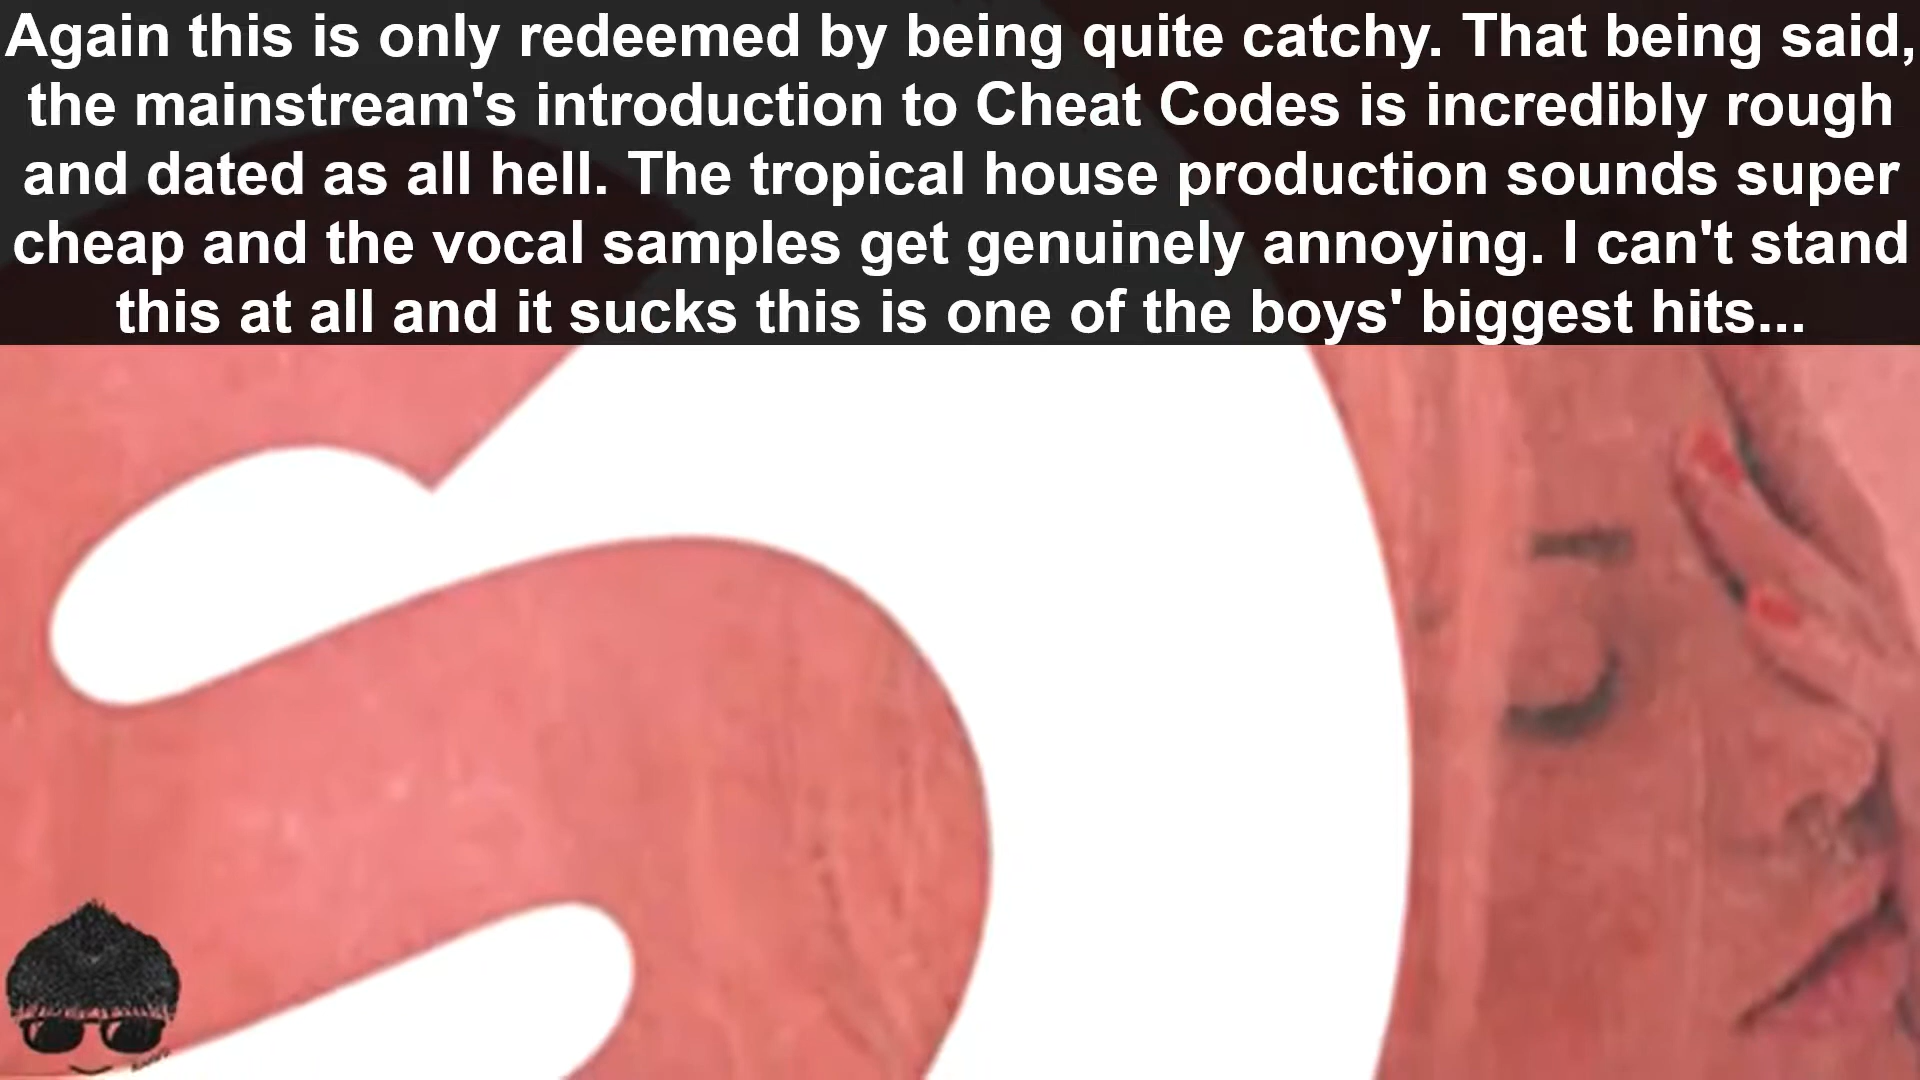 Again this is only redeemed by being quite catchy. That being said,
the mainstream's introduction to Cheat Codes is incredibly rough
and dated as all hell. The tropical house production sounds super
cheap and the vocal samples get genuinely annoying. I can't stand
this at all and it sucks this is one of the boys' biggest hits...